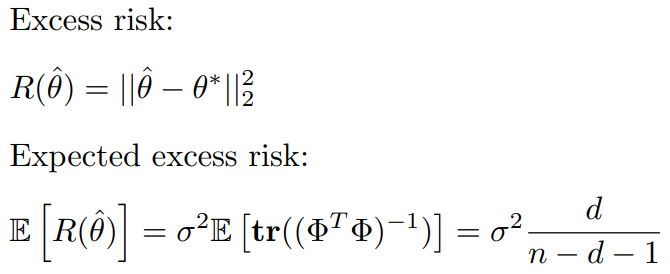 Excess risk:
R(θ̂) = ||θ̂ − θ*||₂²
Expected excess risk:
𝔼[R(θ̂)] = σ²𝔼[tr((ΦᵀΦ)⁻¹)] = σ² d/(n − d − 1)